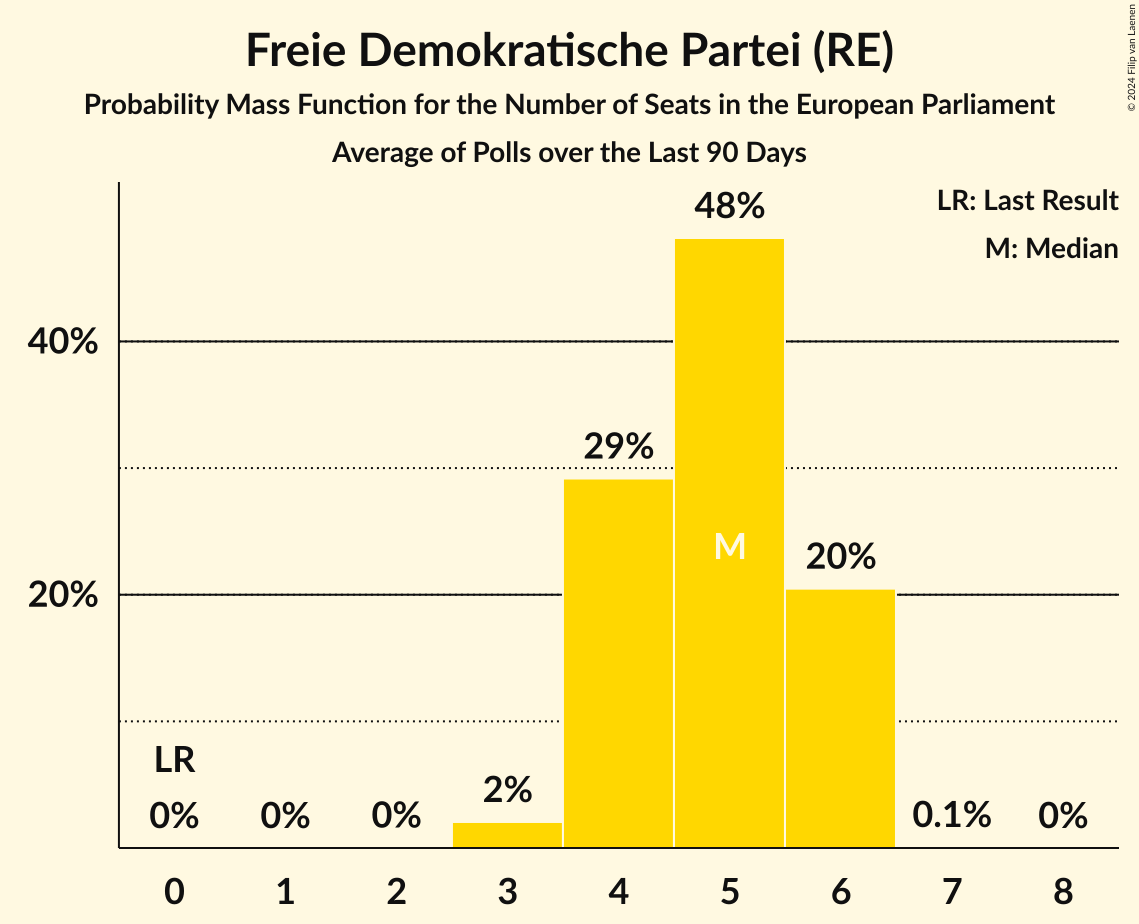 Freie Demokratische Partei (RE)
Probability Mass Function for the Number of Seats in the European Parliament
Average of Polls over the Last 90 Days
© 2024 Filip van Laenen
LR: Last Result
M: Median
48%
40%
29%
M
20%
20%
LR
0%
0%
0%
2%
0.1%
0%
0
1
2
3
4
5
6
7
8